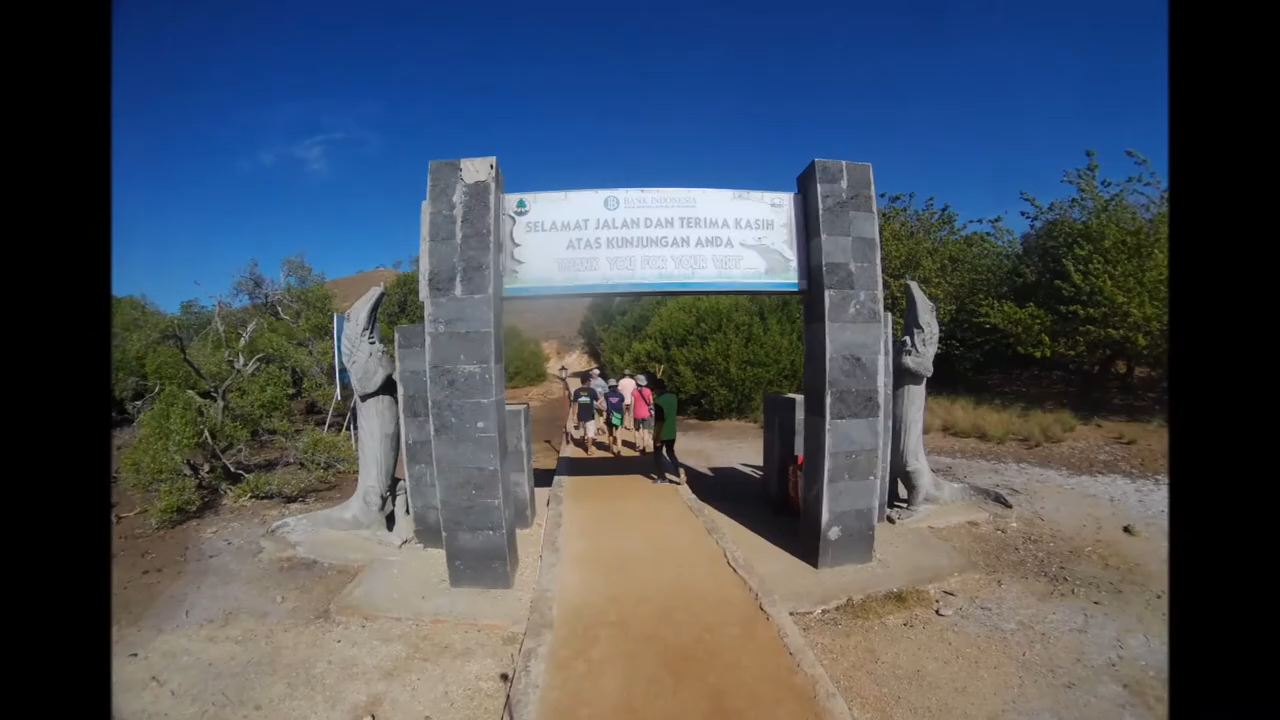 BANK INDONESIA
SELAMAT JALAN DAN TERIMA KASIH
ATAS KUNJUNGAN ANDA
THANK YOU FOR YOUR VISIT